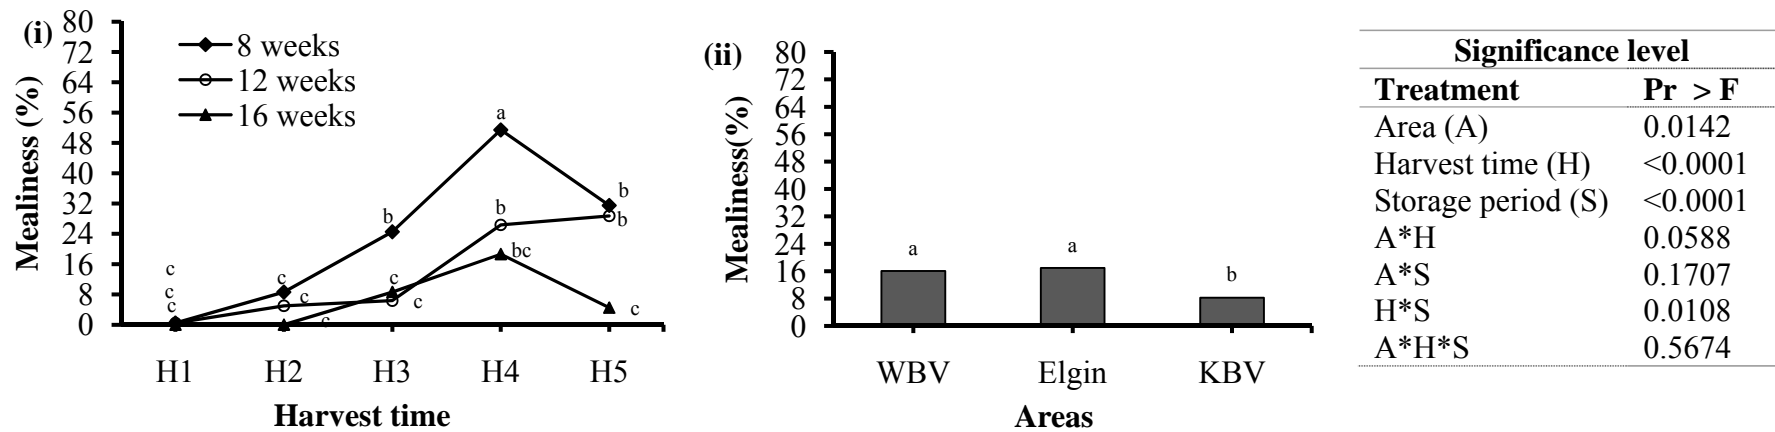 (i)
Mealiness (%)
80
72
64
56
48
40
32
24
16
8
0
8 weeks
12 weeks
16 weeks
c
c
c
c
c
c
b
c
c
a
b
bc
b
b
c
H1 H2 H3 H4 H5
Harvest time
(ii)
Mealiness(%)
80
72
64
56
48
40
32
24
16
8
0
a
a
b
WBV Elgin KBV
Areas
Significance level
Treatment Pr > F
Area (A) 0.0142
Harvest time (H) <0.0001
Storage period (S) <0.0001
A*H 0.0588
A*S 0.1707
H*S 0.0108
A*H*S 0.5674